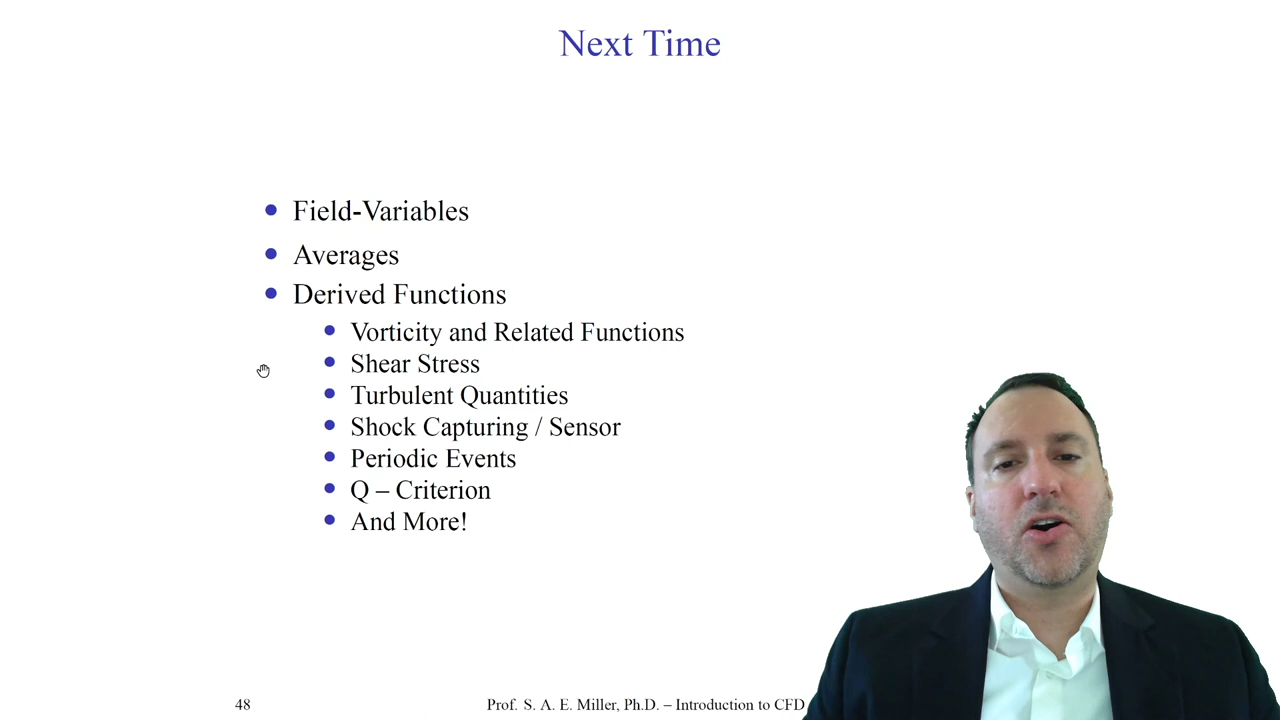 Next Time
Field-Variables
Averages
Derived Functions
Vorticity and Related Functions
Shear Stress
Turbulent Quantities
Shock Capturing / Sensor
Periodic Events
Q – Criterion
And More!
48
Prof. S. A. E. Miller, Ph.D. – Introduction to CFD